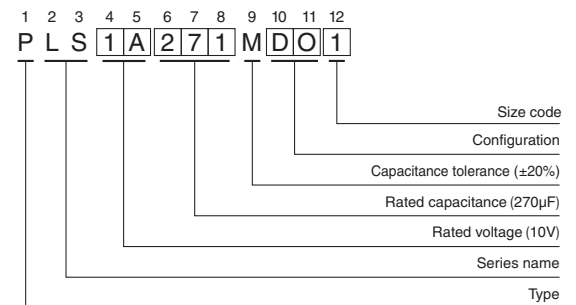 1 2 3 4 5 6 7 8 9 10 11 12
P L S 1 A 2 7 1 M D O 1
Size code
Configuration
Capacitance tolerance (±20%)
Rated capacitance (270µF)
Rated voltage (10V)
Series name
Type